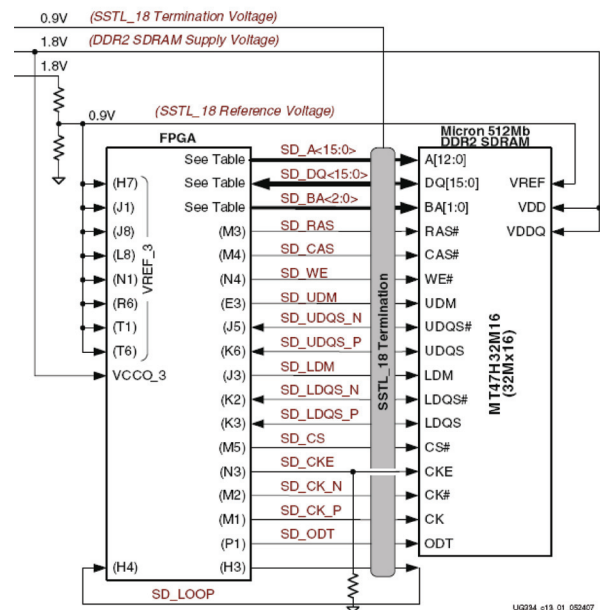 0.9V (SSTL_18 Termination Voltage)
1.8V (DDR2 SDRAM Supply Voltage)
1.8V
0.9V (SSTL_18 Reference Voltage)
FPGA
Micron 512Mb
DDR2 SDRAM
See Table SD_A<15:0> A[12:0]
(H7) See Table SD_DQ<15:0> DQ[15:0] VREF
(J1) See Table SD_BA<2:0> BA[1:0] VDD
(J8) (M3) SD_RAS RAS# VDDQ
(L8) (M4) SD_CAS CAS#
(N1) (N4) SD_WE WE#
(R6) (E3) SD_UDM UDM
(T1) (J5) SD_UDQS_N UDQS#
(T6) (K6) SD_UDQS_P UDQS
VREF_3
VCCO_3 (J3) SD_LDM LDM
(K2) SD_LDQS_N LDQS#
(K3) SD_LDQS_P LDQS
(M5) SD_CS CS#
(N3) SD_CKE CKE
(M2) SD_CK_N CK#
(M1) SD_CK_P CK
(P1) SD_ODT ODT
(H4) (H3)
SD_LOOP
SSTL_18 Termination
MT47H32M16
(32Mx16)
UG334_c13_01_052407